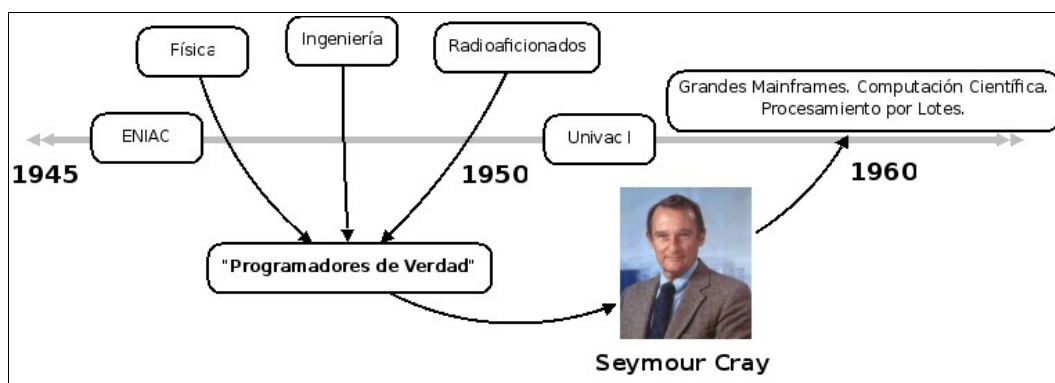 Física
Ingeniería
Radioaficionados
Grandes Mainframes. Computación Científica.
Procesamiento por Lotes.
ENIAC
Univac I
1945
1950
1960
"Programadores de Verdad"
Seymour Cray